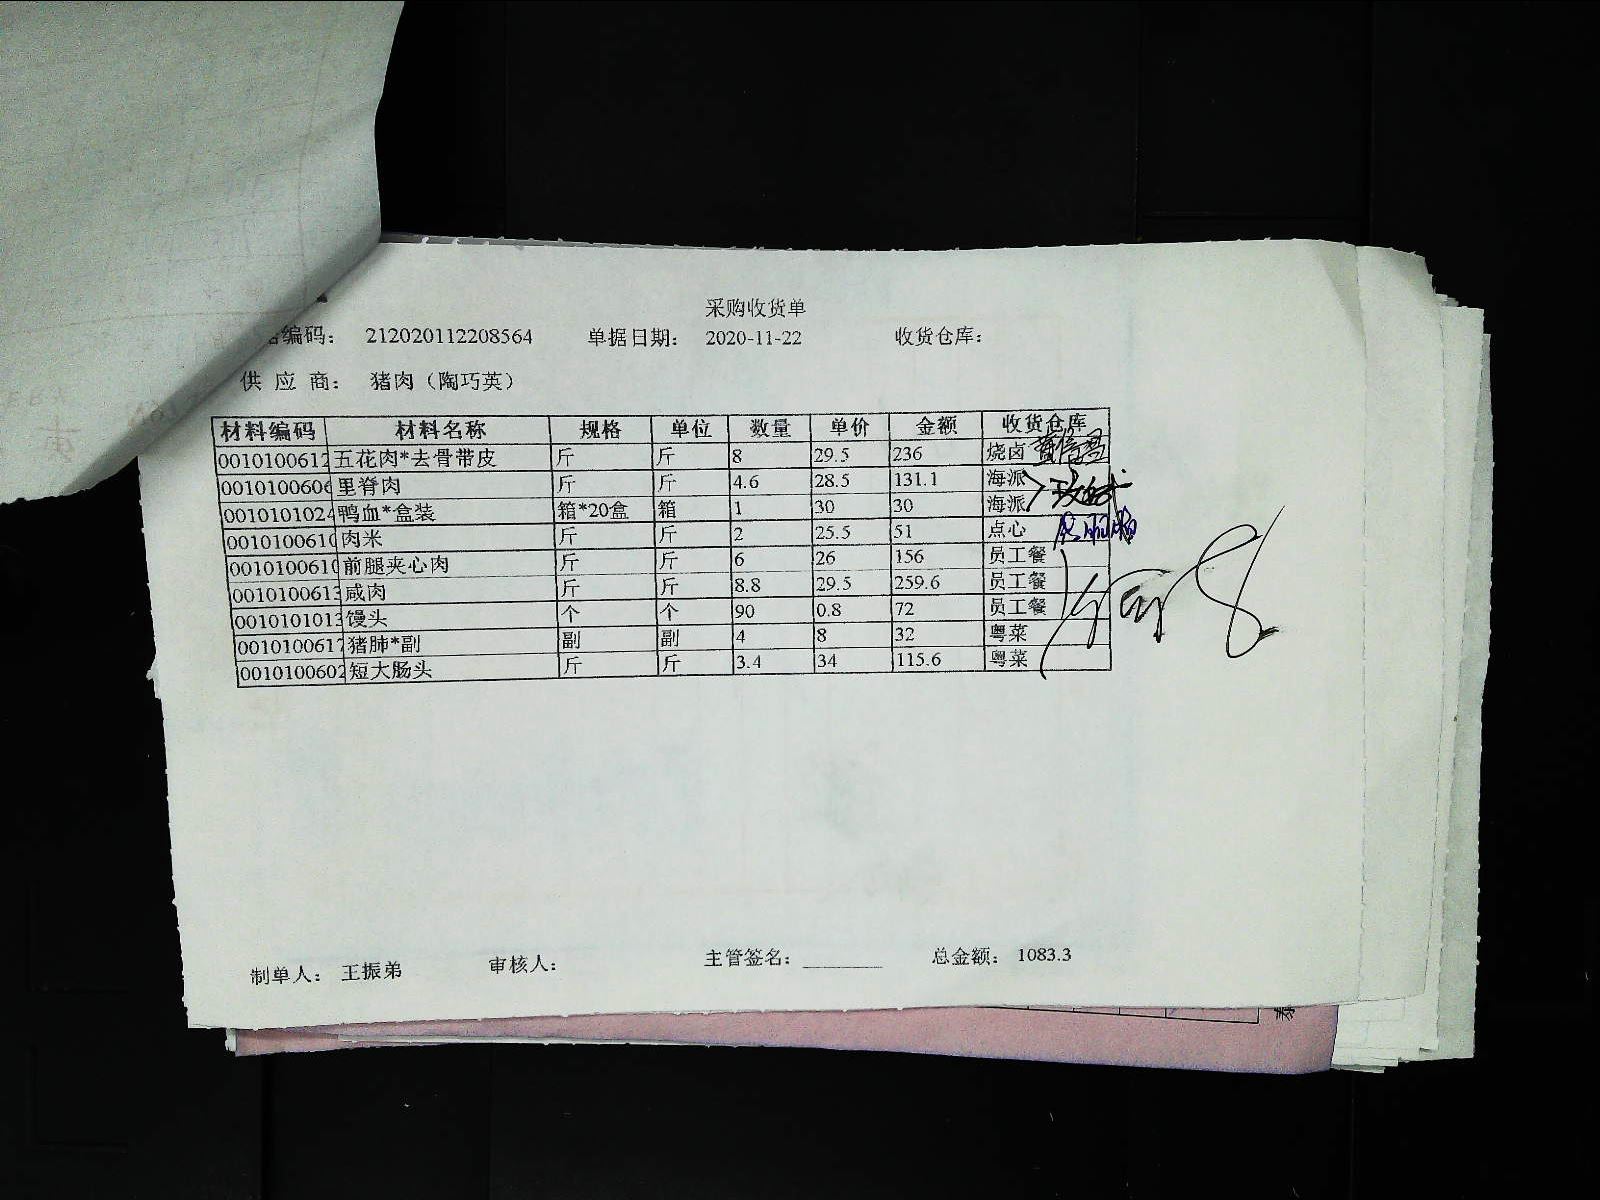 采购收货单
编码: 212020112208564 单据日期: 2020-11-22 收货仓库:
供 应 商: 猪肉（陶巧英）
材料编码 材料名称 规格 单位 数量 单价 金额 收货仓库
0010100612 五花肉*去骨带皮 斤 斤 8 29.5 236 烧卤
0010100606 里脊肉 斤 斤 4.6 28.5 131.1 海派
0010101024 鸭血*盒装 箱*20盒 箱 1 30 30 海派
0010100610 肉米 斤 斤 2 25.5 51 点心
0010100610 前腿夹心肉 斤 斤 6 26 156 员工餐
0010100613 咸肉 斤 斤 8.8 29.5 259.6 员工餐
0010101013 馒头 个 个 90 0.8 72 员工餐
0010100617 猪肺*副 副 副 4 8 32 粤菜
0010100602 短大肠头 斤 斤 3.4 34 115.6 粤菜
制单人: 王振弟 审核人: 主管签名: 总金额: 1083.3